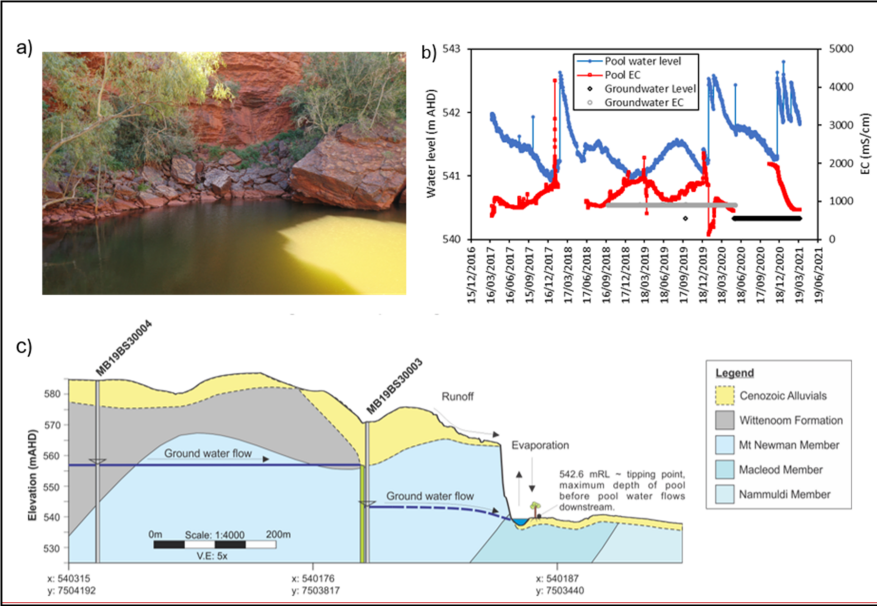 a)
b)
543
542
541
540
Water level (m AHD)
Pool water level
Pool EC
Groundwater Level
Groundwater EC
5000
4000
3000
2000
1000
0
EC (mS/cm)
15/12/2016
16/03/2017
16/06/2017
15/09/2017
16/12/2017
17/03/2018
17/06/2018
16/09/2018
17/12/2018
18/03/2019
18/06/2019
17/09/2019
18/12/2019
18/03/2020
18/06/2020
17/09/2020
18/12/2020
19/03/2021
19/06/2021
c)
MB19BS30004
MB19BS30003
Elevation (mAHD)
580
570
560
550
540
530
Ground water flow
Ground water flow
Runoff
Evaporation
542.6 mRL ~ tipping point,
maximum depth of pool
before pool water flows
downstream.
0m
Scale: 1:4000
200m
V.E: 5x
x: 540315
y: 7504192
x: 540176
y: 7503817
x: 540187
y: 7503440
Legend
Cenozoic Alluvials
Wittenoom Formation
Mt Newman Member
Macleod Member
Nammuldi Member